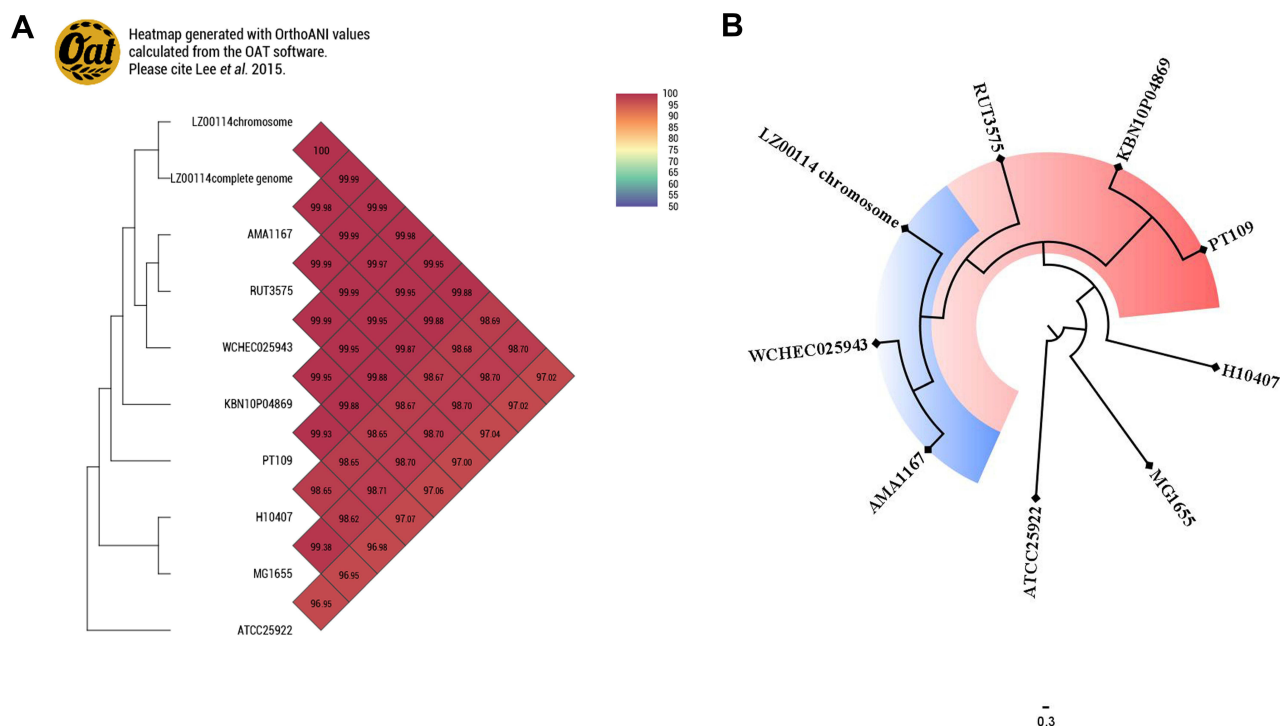 A
Oat
Heatmap generated with OrthoANI values
calculated from the OAT software.
Please cite Lee et al. 2015.
100
95
90
85
80
75
70
65
60
55
50
LZ00114chromosome
LZ00114complete genome
AMA1167
RUT3575
WCHEC025943
KBN10P04869
PT109
H10407
MG1655
ATCC25922
100
99.99
99.98 99.99
99.99 99.98
99.99 99.97 99.95
99.99 99.95 99.88
99.99 99.95 99.88 98.69
99.95 99.87 98.68 98.70
99.95 99.88 98.67 98.70 97.02
99.88 98.67 98.70 97.02
99.93 98.65 98.70 97.04
98.65 98.70 97.00
98.65 98.71 97.06
98.62 97.07
99.38 96.98
96.95
96.95
B
LZ00114 chromosome
RUT3575
KBN10P04869
PT109
WCHEC025943
AMA1167
ATCC25922
MG1655
H10407
0.3